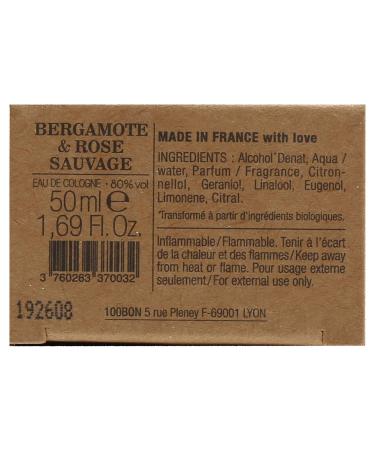 BERGAMOTE
& ROSE
SAUVAGE
EAU DE COLOGNE - 80% vol
50 ml e
1,69 Fl. Oz.
3 760263 370032
192608
MADE IN FRANCE with love
INGREDIENTS : Alcohol* Denat, Aqua /
water, Parfum / Fragrance, Citron-
nellol, Geraniol, Linalool, Eugenol,
Limonene, Citral.
*Transformé à partir d'ingrédients biologiques.
Inflammable/Flammable. Tenir à l'écart
de la chaleur et des flammes/Keep away
from heat or flame. Pour usage externe
seulement/For external use only.
100BON 5 rue Pleney F-69001 LYON